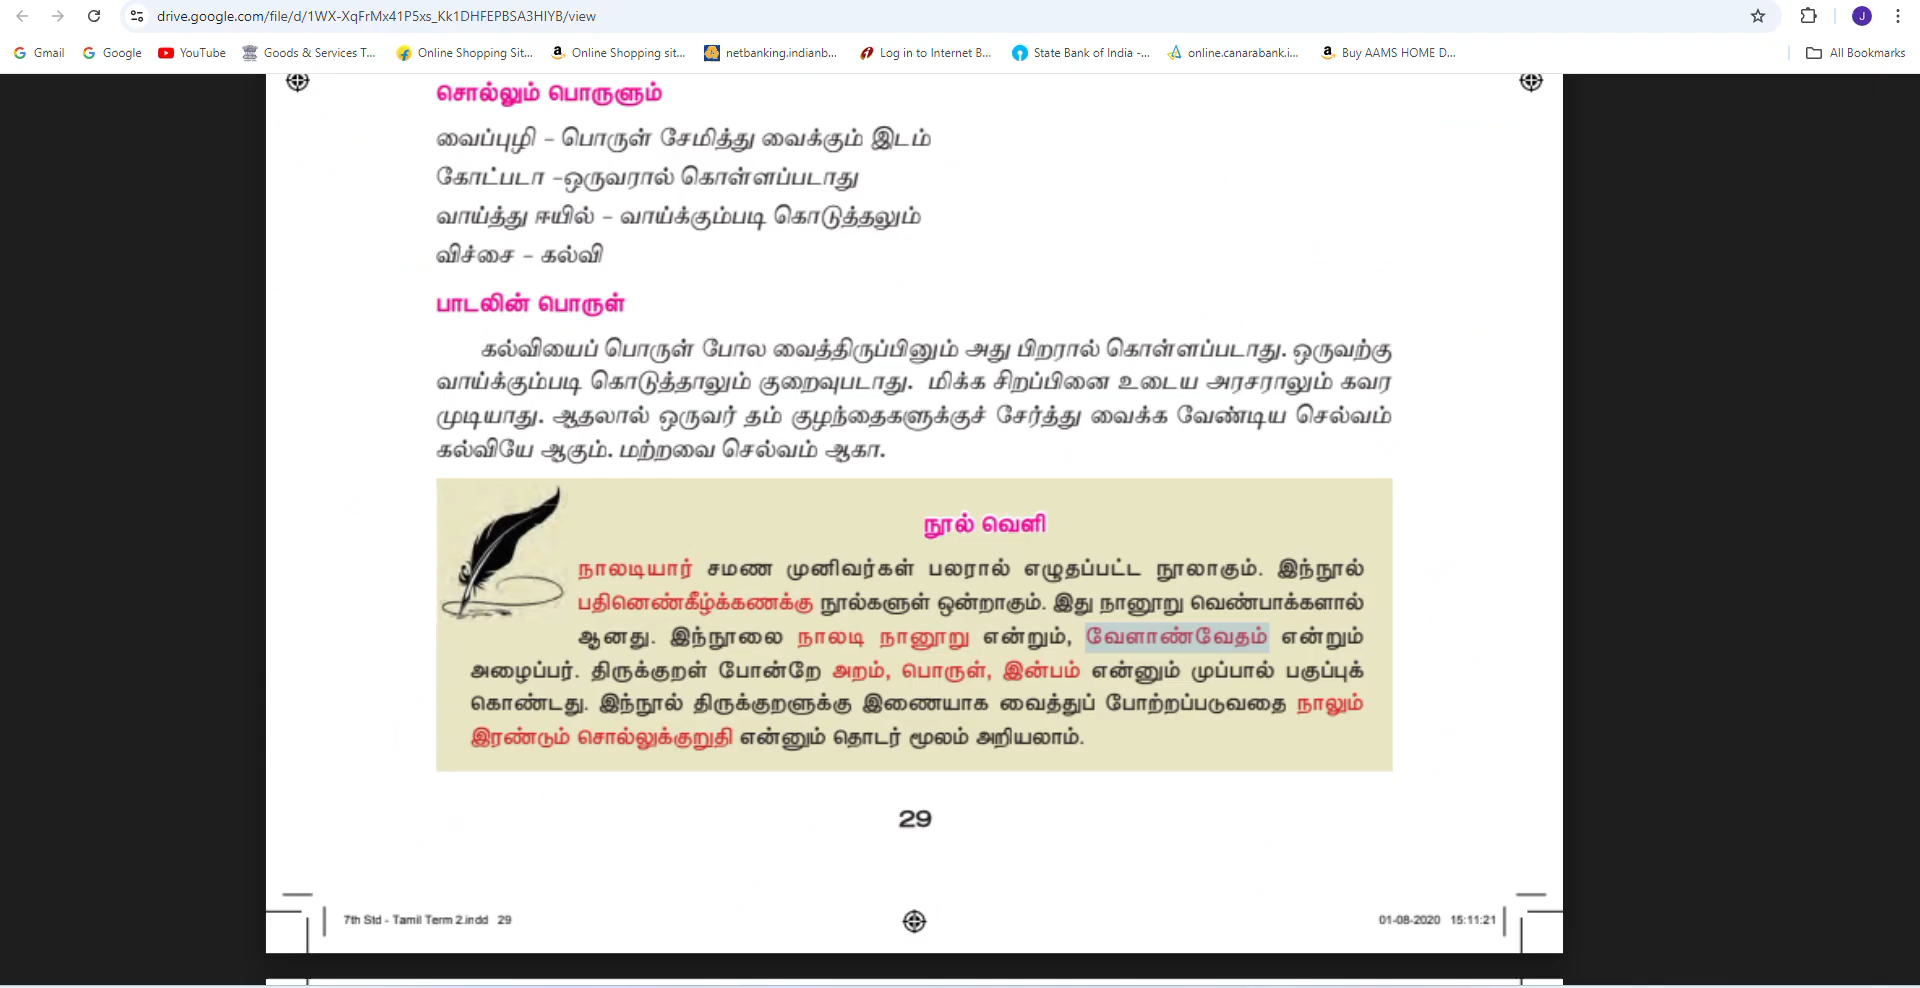 drive.google.com/file/d/1WX-XqFrMx41P5xs_Kk1DHFEPBSA3HIYB/view
J
Gmail Google YouTube Goods & Services T... Online Shopping Sit... Online Shopping sit... netbanking.indianb... Log in to Internet B... State Bank of India -... online.canarabank.i... Buy AAMS HOME D... All Bookmarks
சொல்லும் பொருளும்
வைப்புழி – பொருள் சேமித்து வைக்கும் இடம்
கோட்படா –ஒருவரால் கொள்ளப்படாது
வாய்த்து ஈயில் – வாய்க்கும்படி கொடுத்தலும்
விச்சை – கல்வி
பாடலின் பொருள்
கல்வியைப் பொருள் போல வைத்திருப்பினும் அது பிறரால் கொள்ளப்படாது. ஒருவற்கு
வாய்க்கும்படி கொடுத்தாலும் குறைவுபடாது. மிக்க சிறப்பினை உடைய அரசராலும் கவர
முடியாது. ஆதலால் ஒருவர் தம் குழந்தைகளுக்குச் சேர்த்து வைக்க வேண்டிய செல்வம்
கல்வியே ஆகும். மற்றவை செல்வம் ஆகா.
நூல் வெளி
நாலடியார் சமண முனிவர்கள் பலரால் எழுதப்பட்ட நூலாகும். இந்நூல்
பதினெண்கீழ்க்கணக்கு நூல்களுள் ஒன்றாகும். இது நானூறு வெண்பாக்களால்
ஆனது. இந்நூலை நாலடி நானூறு என்றும், வேளாண்வேதம் என்றும்
அழைப்பர். திருக்குறள் போன்றே அறம், பொருள், இன்பம் என்னும் முப்பால் பகுப்புக்
கொண்டது. இந்நூல் திருக்குறளுக்கு இணையாக வைத்துப் போற்றப்படுவதை நாலும்
இரண்டும் சொல்லுக்குறுதி என்னும் தொடர் மூலம் அறியலாம்.
29
7th Std - Tamil Term 2.indd 29 01-08-2020 15:11:21